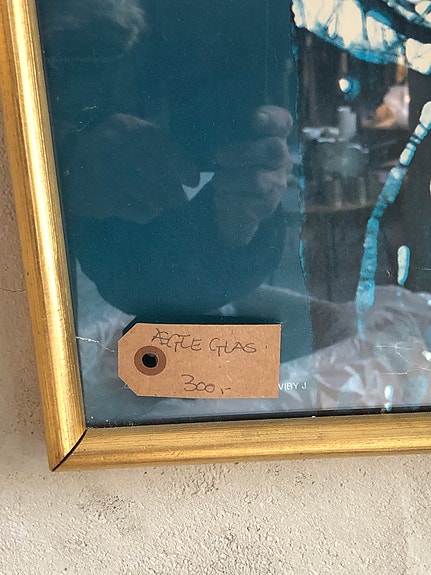 ÆGTE GLAS
300,-
VIBY J